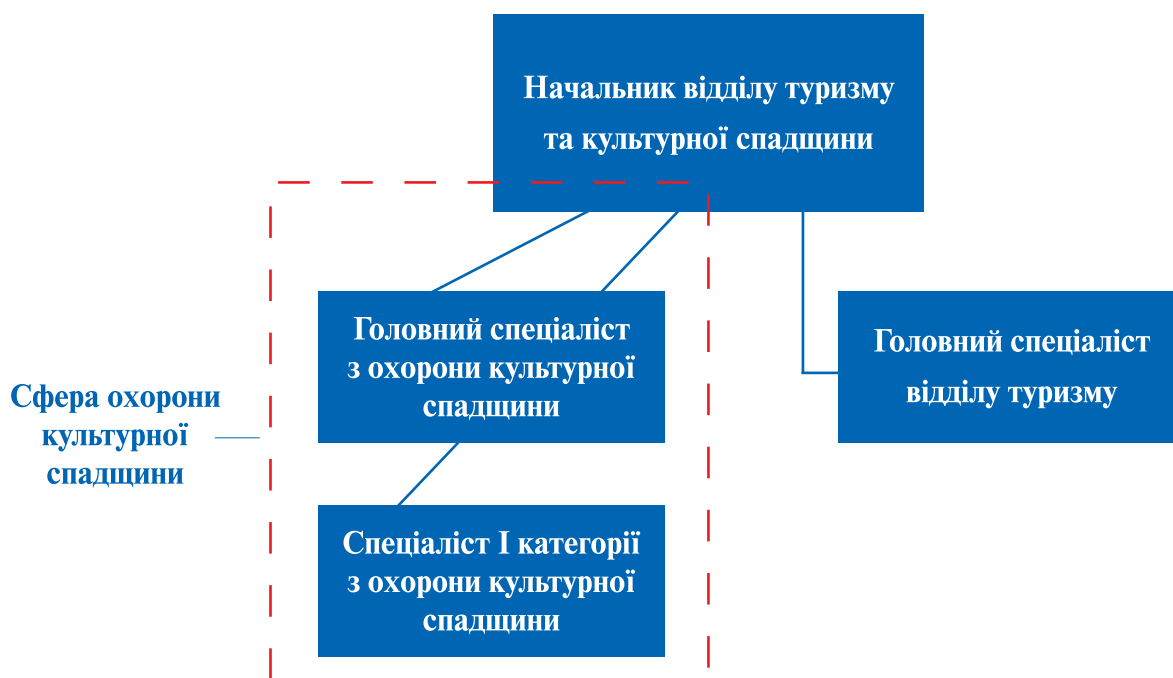 Начальник відділу туризму
та культурної спадщини
Головний спеціаліст
з охорони культурної
спадщини
Головний спеціаліст
відділу туризму
Сфера охорони
культурної
спадщини
Спеціаліст І категорії
з охорони культурної
спадщини